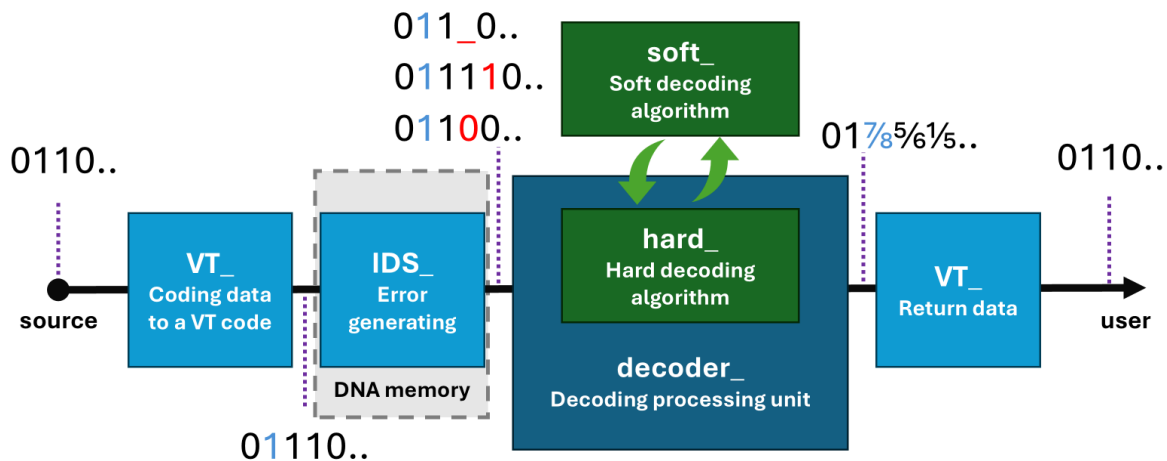 011_0..
011110..
01100..
soft_
Soft decoding
algorithm
01⅞⅚⅕..
0110..
0110..
VT_
Coding data
to a VT code
IDS_
Error
generating
hard_
Hard decoding
algorithm
VT_
Return data
source
user
DNA memory
decoder_
Decoding processing unit
01110..